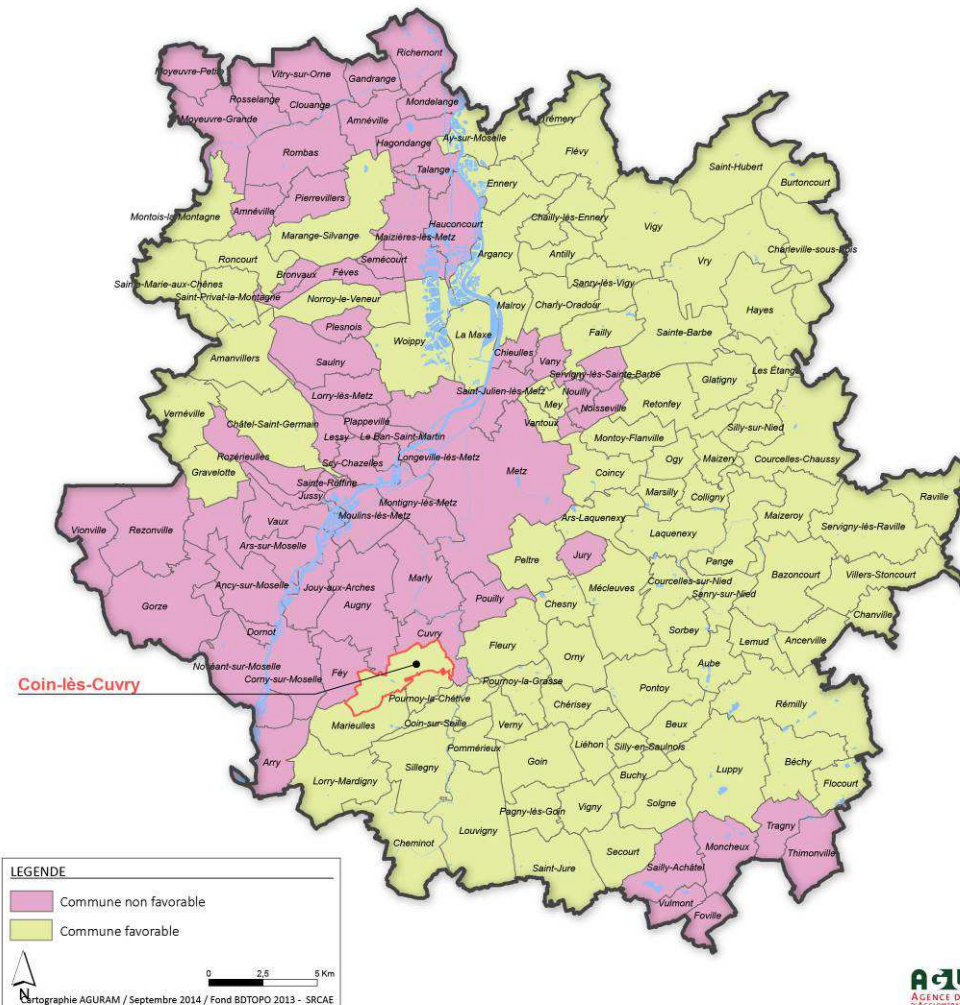 Richemont
Moyeuvre-Petite
Vitry-sur-Orne
Gandrange
Rosselange
Clouange
Mondelange
Moyeuvre-Grande
Amnéville
Trémery
Rombas
Hagondange
Ay-sur-Moselle
Flévy
Talange
Saint-Hubert
Ennery
Burtoncourt
Pierrevillers
Amnéville
Montois-la-Montagne
Hauconcourt
Chailly-lès-Ennery
Vigy
Marange-Silvange
Maizières-lès-Metz
Charleville-sous-Bois
Roncourt
Semécourt
Argancy
Antilly
Vry
Bronvaux
Fèves
Sainte-Marie-aux-Chênes
Sanry-lès-Vigy
Saint-Privat-la-Montagne
Norroy-le-Veneur
Malroy
Charly-Oradour
Hayes
Plesnois
La Maxe
Failly
Sainte-Barbe
Woippy
Amanvillers
Saulny
Chieulles
Vany
Servigny-lès-Sainte-Barbe
Les Étangs
Glatigny
Lorry-lès-Metz
Saint-Julien-lès-Metz
Nouilly
Mey
Noisseville
Retonfey
Vernéville
Châtel-Saint-Germain
Plappeville
Vantoux
Silly-sur-Nied
Lessy
Le Ban-Saint-Martin
Montoy-Flanville
Rozérieulles
Scy-Chazelles
Longeville-lès-Metz
Ogy
Maizery
Courcelles-Chaussy
Gravelotte
Metz
Coincy
Sainte-Ruffine
Jussy
Marsilly
Colligny
Raville
Montigny-lès-Metz
Moulins-lès-Metz
Ars-Laquenexy
Maizeroy
Vionville
Rezonville
Vaux
Servigny-lès-Raville
Laquenexy
Ars-sur-Moselle
Jury
Peltre
Pange
Bazoncourt
Villers-Stoncourt
Ancy-sur-Moselle
Jouy-aux-Arches
Marly
Mécleuves
Courcelles-sur-Nied
Sanry-sur-Nied
Gorze
Augny
Pouilly
Chesny
Chanville
Dornot
Cuvry
Sorbey
Lemud
Ancerville
Fleury
Novéant-sur-Moselle
Féy
Orny
Aube
Corny-sur-Moselle
Coin-lès-Cuvry
Pournoy-la-Grasse
Pontoy
Pournoy-la-Chétive
Chérisey
Rémilly
Marieulles
Coin-sur-Seille
Verny
Beux
Pommérieux
Liéhon
Silly-en-Saulnois
Arry
Goin
Sillegny
Luppy
Béchy
Lorry-Mardigny
Buchy
Flocourt
Pagny-lès-Goin
Vigny
Solgne
Tragny
Cheminot
Louvigny
Moncheux
Secourt
Thimonville
Saint-Jure
Sailly-Achâtel
Vulmont
Foville
LEGENDE
Commune non favorable
Commune favorable
N
0 2,5 5 Km
Cartographie AGURAM / Septembre 2014 / Fond BDTOPO 2013 - SRCAE
AGENCE D